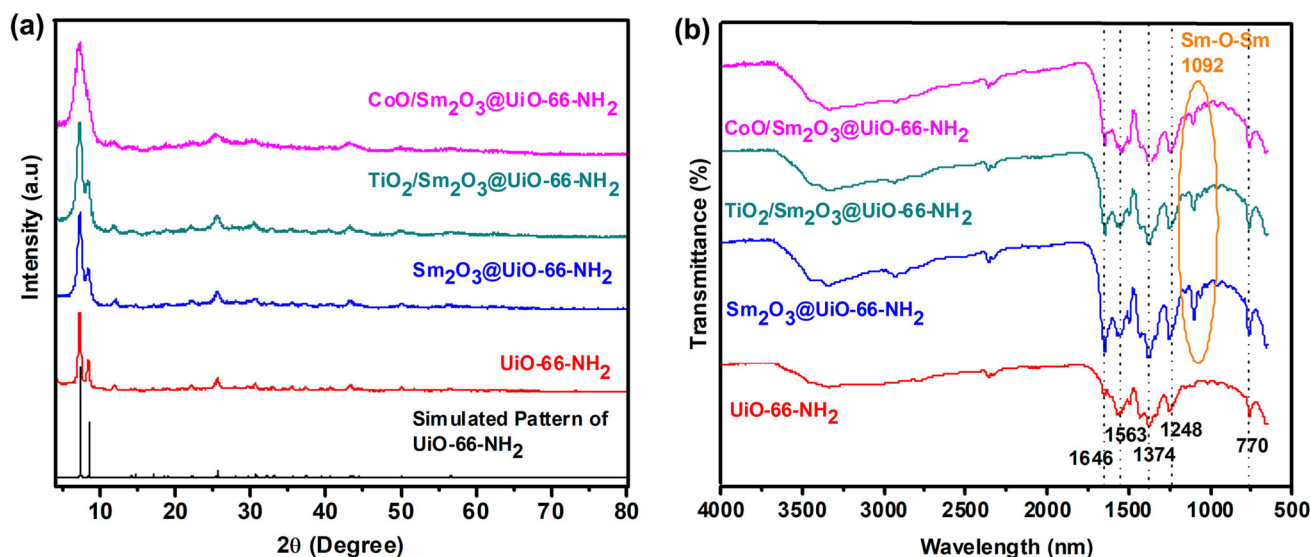 (a)
Intensity (a.u)
CoO/Sm₂O₃@UiO-66-NH₂
TiO₂/Sm₂O₃@UiO-66-NH₂
Sm₂O₃@UiO-66-NH₂
UiO-66-NH₂
Simulated Pattern of
UiO-66-NH₂
10 20 30 40 50 60 70 80
2θ (Degree)
(b)
Transmittance (%)
Sm-O-Sm
1092
CoO/Sm₂O₃@UiO-66-NH₂
TiO₂/Sm₂O₃@UiO-66-NH₂
Sm₂O₃@UiO-66-NH₂
UiO-66-NH₂
1646 1563 1374 1248 770
4000 3500 3000 2500 2000 1500 1000 500
Wavelength (nm)